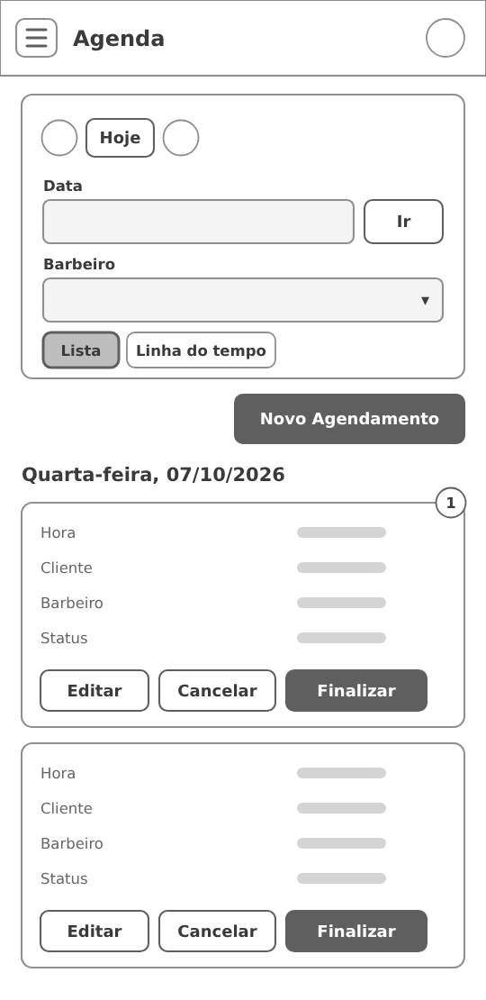 Agenda
Hoje
Data
Ir
Barbeiro
▼
Lista Linha do tempo
Novo Agendamento
Quarta-feira, 07/10/2026
1
Hora
Cliente
Barbeiro
Status
Editar Cancelar Finalizar
Hora
Cliente
Barbeiro
Status
Editar Cancelar Finalizar